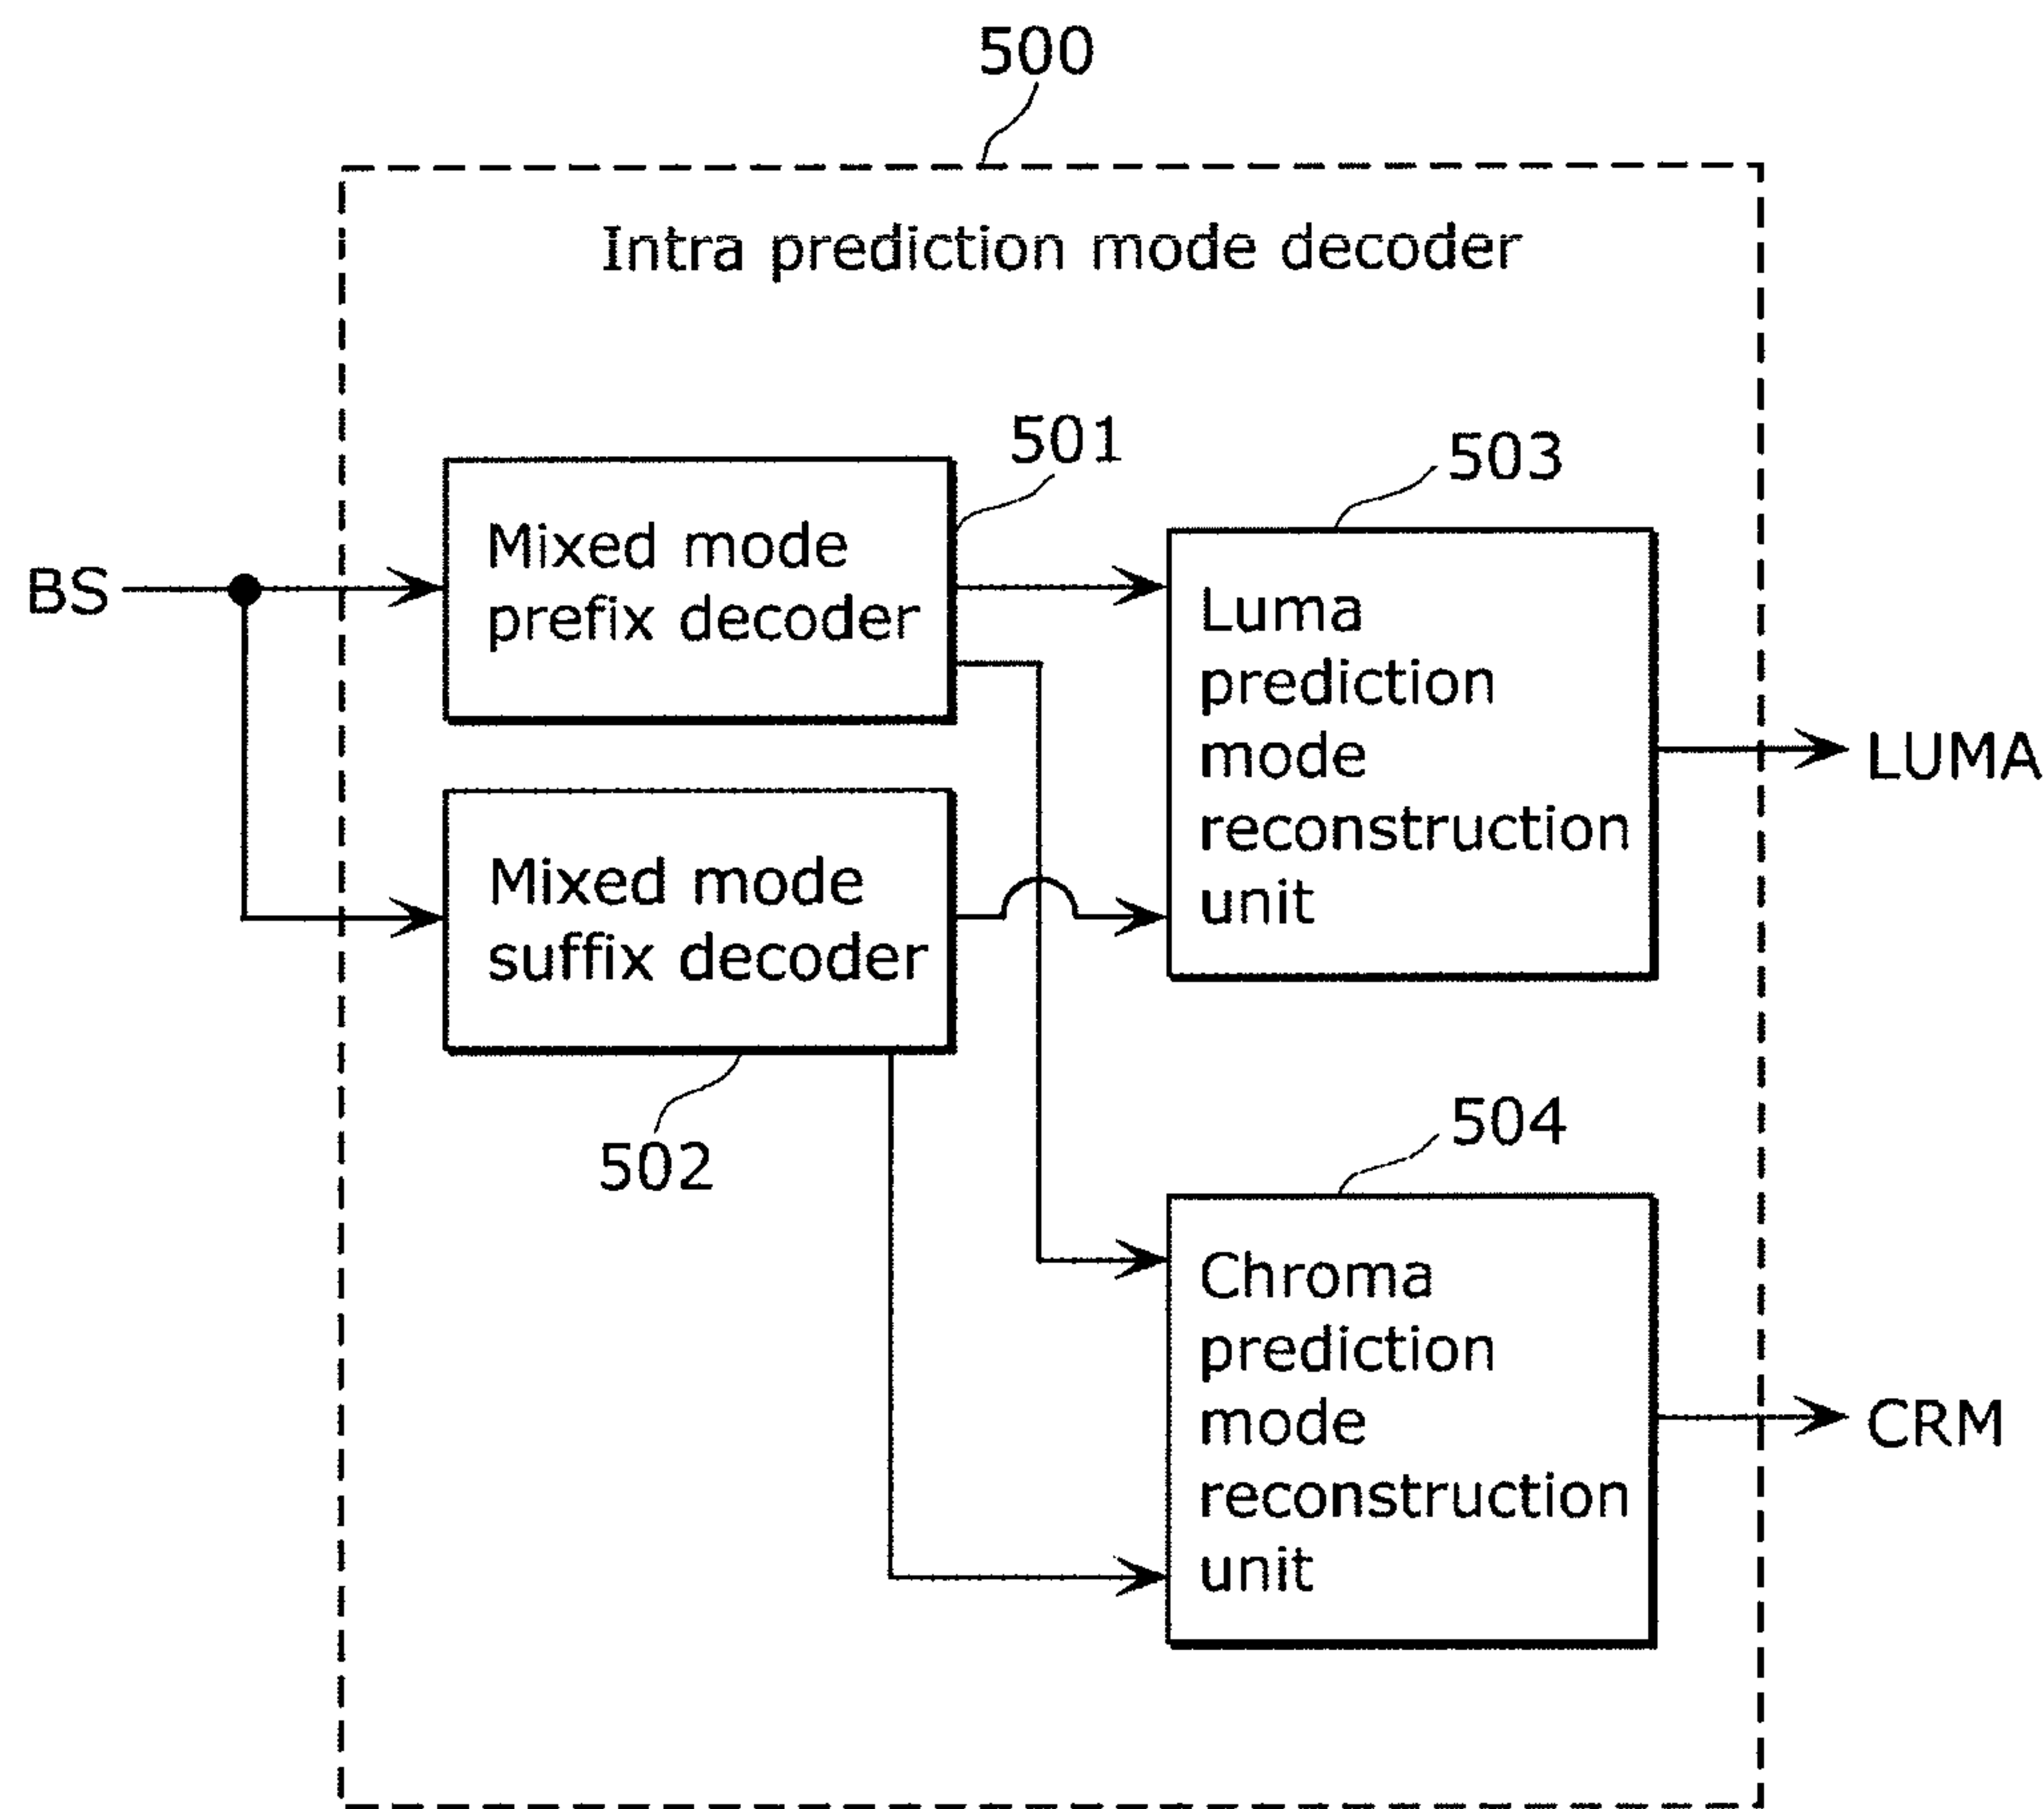 500
Intra prediction mode decoder
501
503
BS
Mixed mode
prefix decoder
Luma
prediction
mode
reconstruction
unit
LUMA
Mixed mode
suffix decoder
502
504
Chroma
prediction
mode
reconstruction
unit
CRM